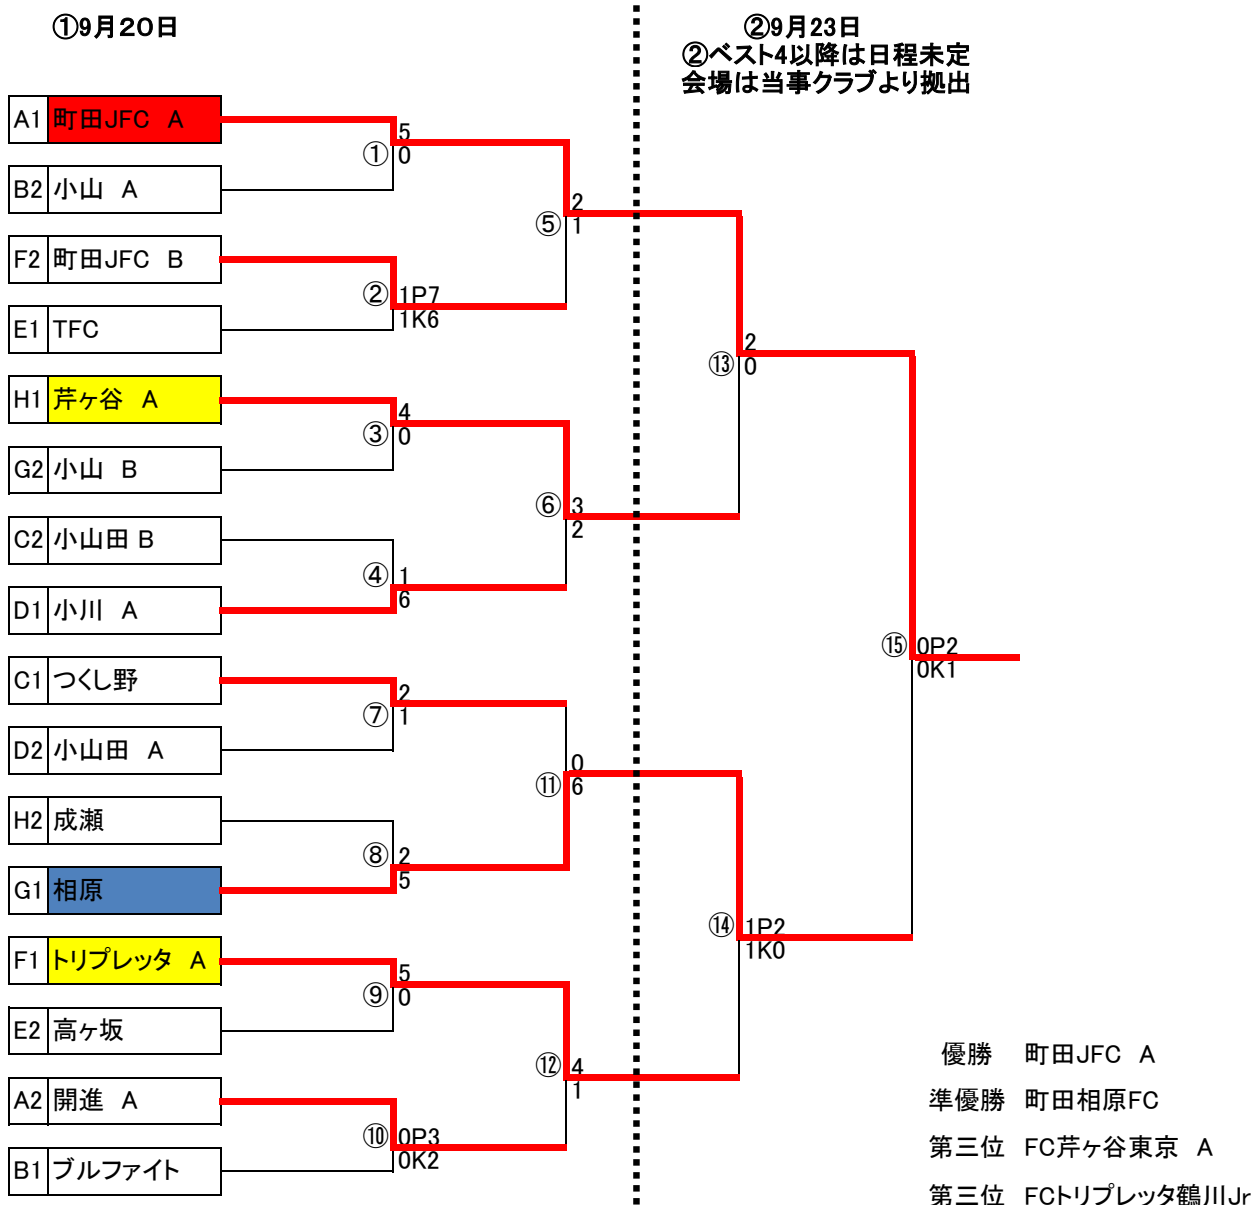 ①9月20日
②9月23日
②ベスト4以降は日程未定
会場は当事クラブより拠出
A1 町田JFC A
5
① 0
B2 小山 A
2
⑤ 1
F2 町田JFC B
② 1P7
1K6
E1 TFC
2
⑬ 0
H1 芹ヶ谷 A
4
③ 0
G2 小山 B
⑥ 3
2
C2 小山田 B
④ 1
6
D1 小川 A
⑮ 0P2
0K1
C1 つくし野
2
⑦ 1
D2 小山田 A
0
⑪ 6
H2 成瀬
⑧ 2
5
G1 相原
⑭ 1P2
1K0
F1 トリプレッタ A
5
⑨ 0
E2 高ヶ坂
⑫ 4
1
A2 開進 A
⑩ 0P3
0K2
B1 ブルファイト
優勝 町田JFC A
準優勝 町田相原FC
第三位 FC芹ヶ谷東京 A
第三位 FCトリプレッタ鶴川Jr